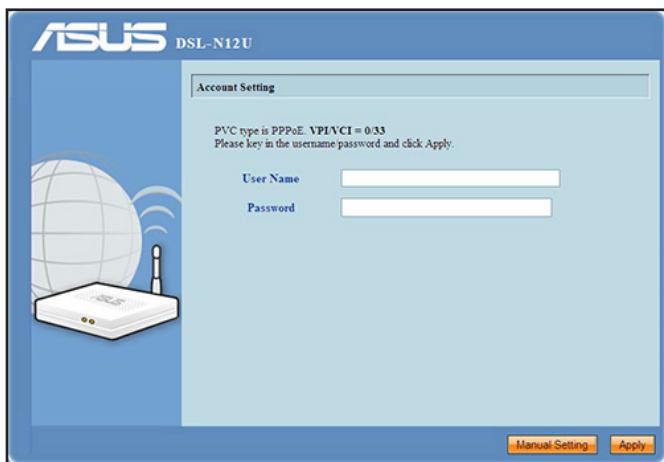 ASUS DSL-N12U
Account Setting
PVC type is PPPoE. VPI/VCI = 0/33
Please key in the username/password and click Apply.
User Name
Password
ASUS
Manual Setting Apply